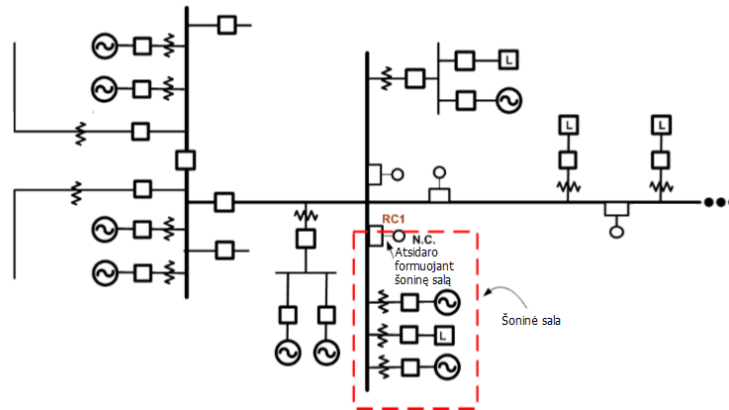 L
L
L
RC1
N.C.
Atsidaro
formuojant
šoninę salą
Šoninė sala
L